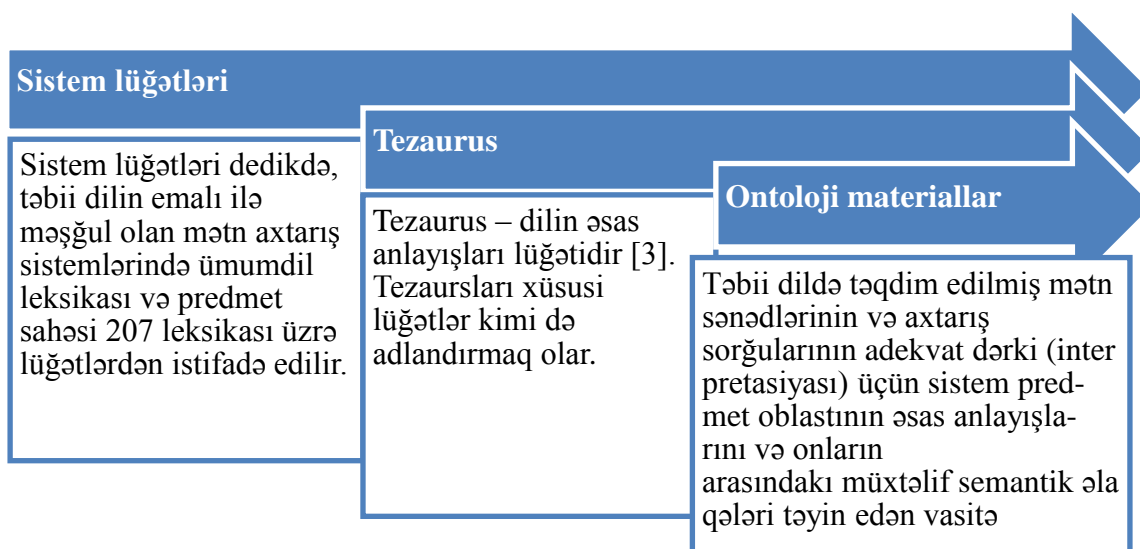 Sistem lüğətləri
Sistem lüğətləri dedikdə,
təbii dilin emalı ilə
məşğul olan mətn axtarış
sistemlərində ümumdil
leksikası və predmet
sahəsi 207 leksikası üzrə
lüğətlərdən istifadə edilir.
Tezaurus
Tezaurus – dilin əsas
anlayışları lüğətidir [3].
Tezaursları xüsusi
lüğətlər kimi də
adlandırmaq olar.
Ontoloji materiallar
Təbii dildə təqdim edilmiş mətn
sənədlərinin və axtarış
sorğularının adekvat dərki (inter
pretasiyası) üçün sistem pred-
met oblastının əsas anlayışla-
rını və onların
arasındakı müxtəlif semantik əla
qələri təyin edən vasitə